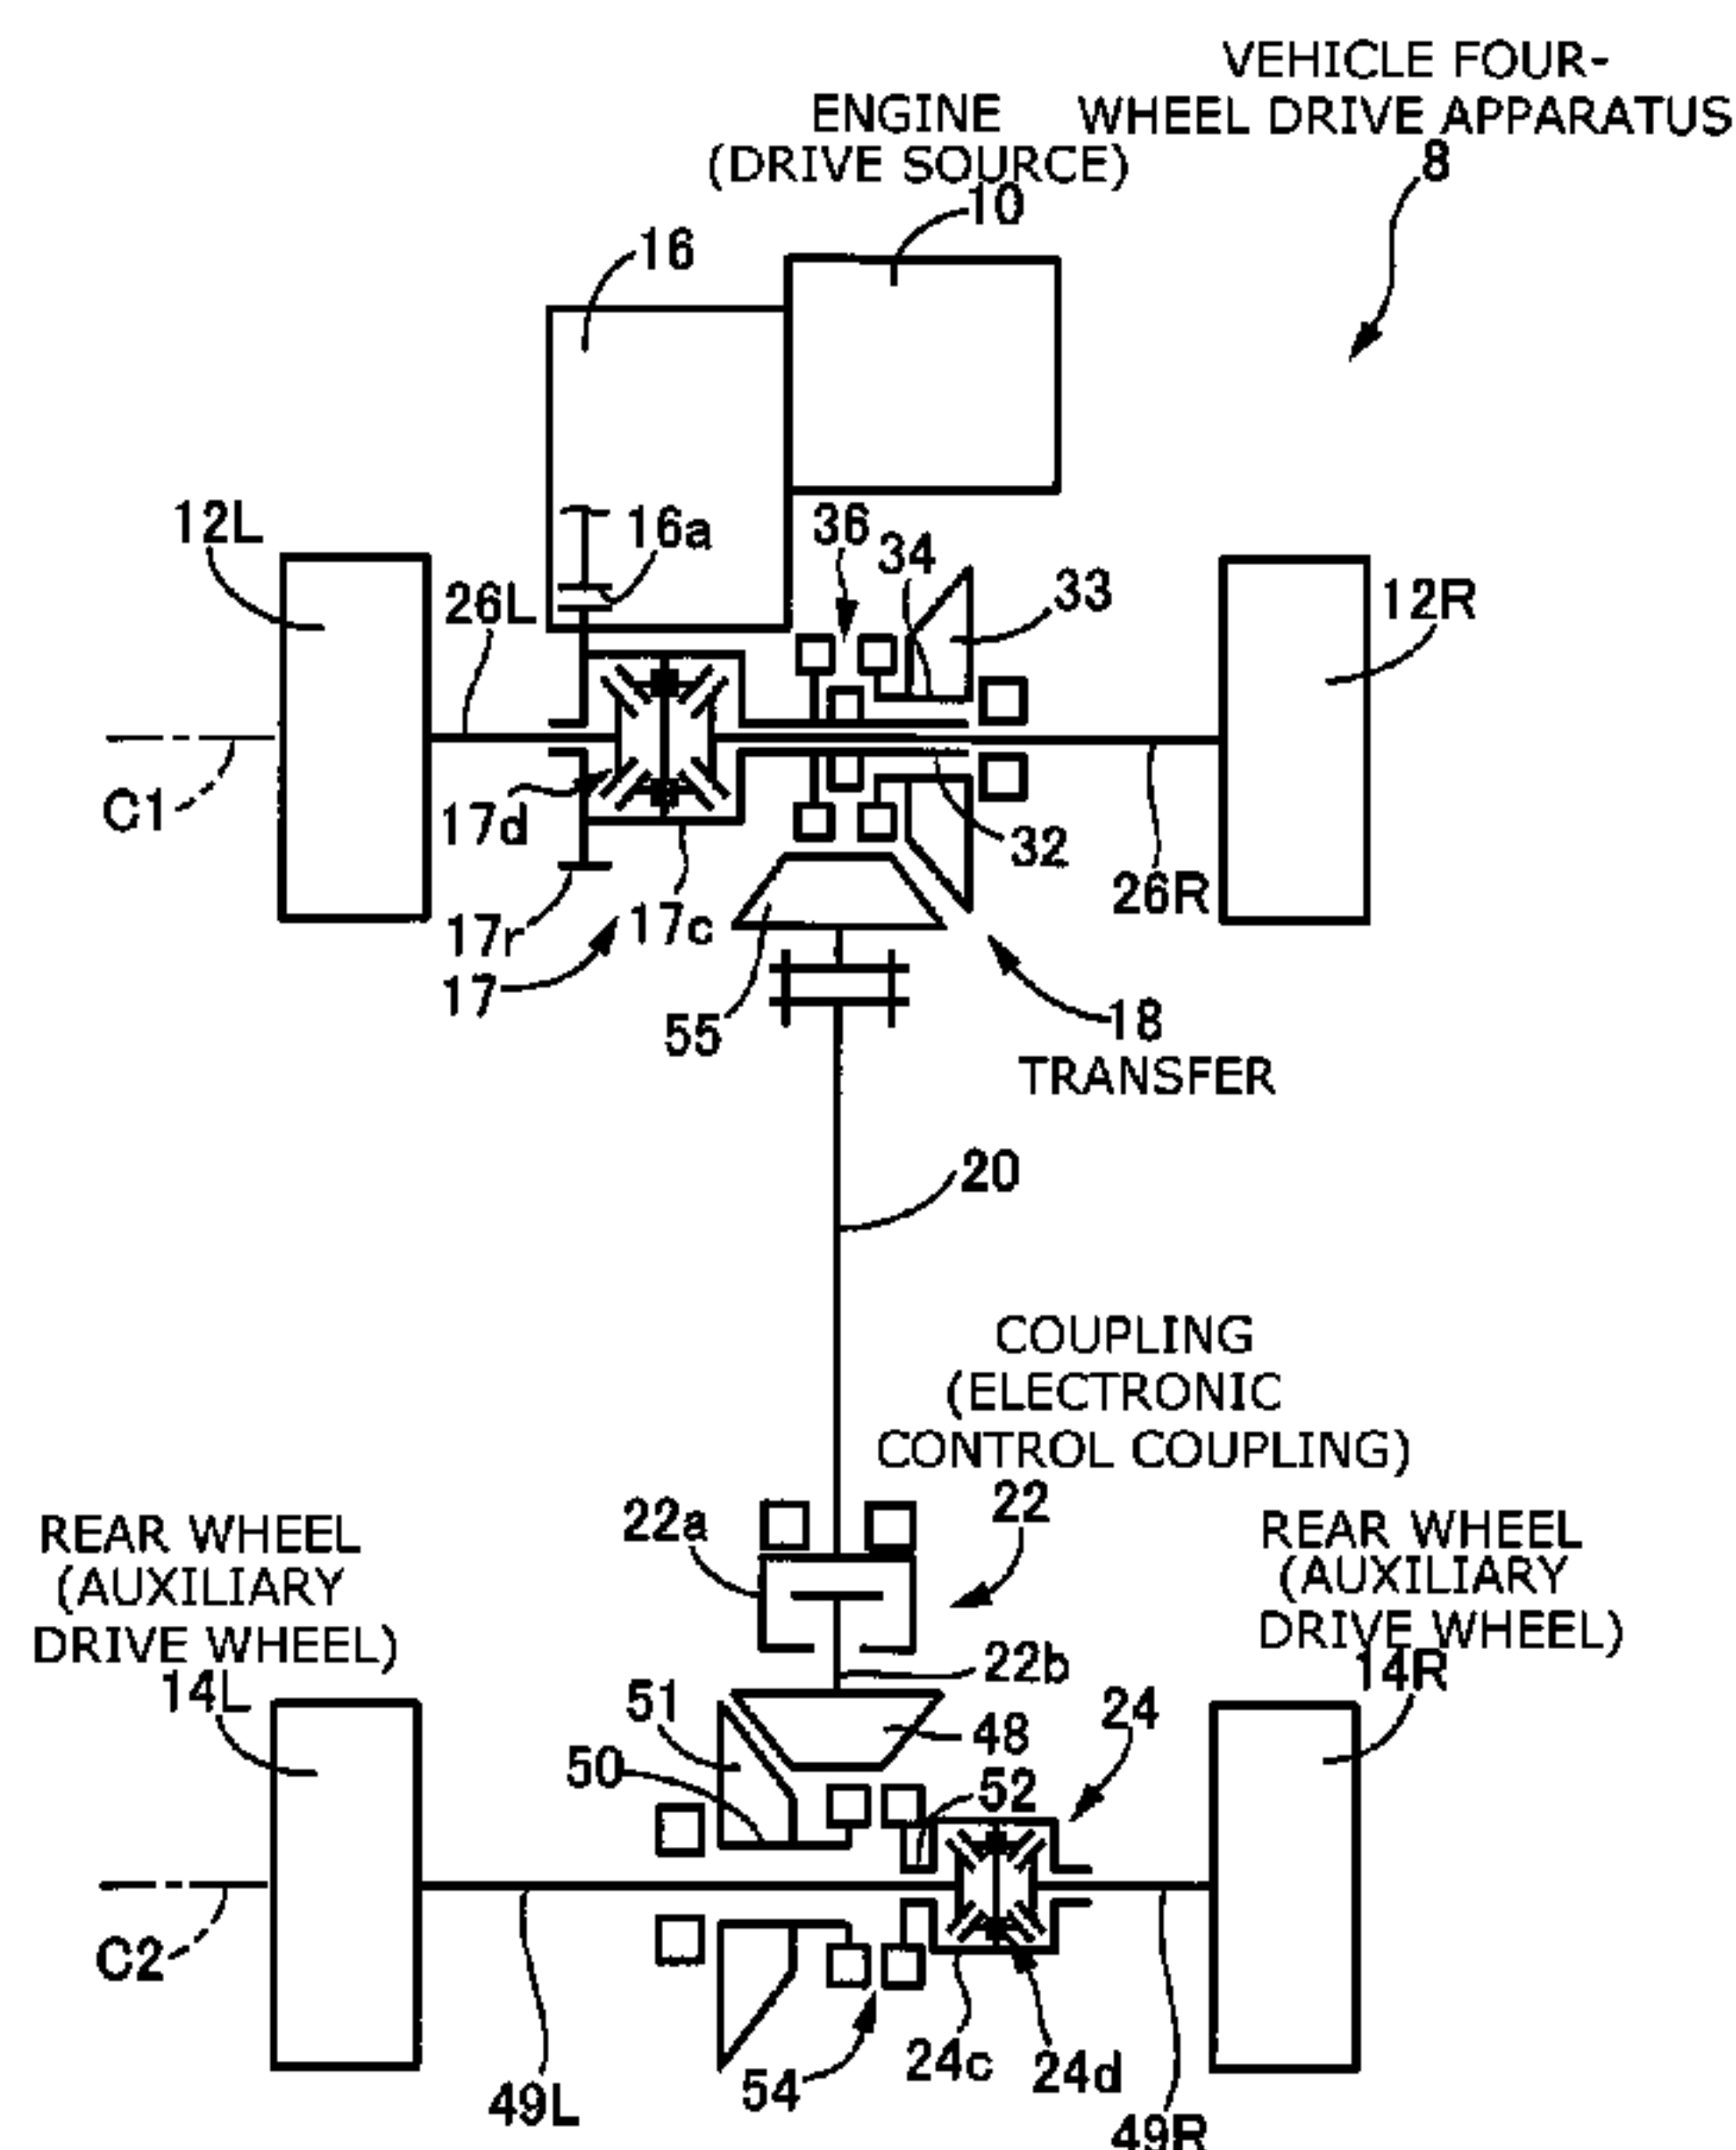 VEHICLE FOUR-
WHEEL DRIVE APPARATUS
8
ENGINE
(DRIVE SOURCE)
10
16
12L
26L
16a
36
34
33
12R
C1
17d
17r
17c
17
32
26R
55
18
TRANSFER
20
COUPLING
(ELECTRONIC
CONTROL COUPLING)
22
22a
REAR WHEEL
(AUXILIARY
DRIVE WHEEL)
14L
REAR WHEEL
(AUXILIARY
DRIVE WHEEL)
14R
22b
51
48
24
50
52
C2
49L
54
24c
24d
49R